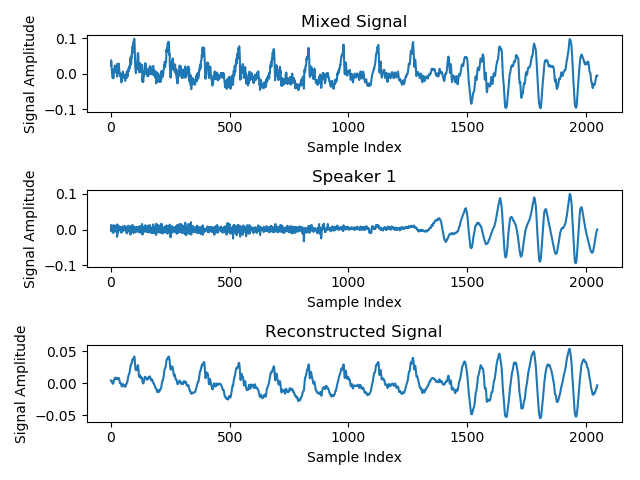 Mixed Signal
Signal Amplitude
0.1
0.0
−0.1
0 500 1000 1500 2000
Sample Index
Speaker 1
Signal Amplitude
0.1
0.0
−0.1
0 500 1000 1500 2000
Sample Index
Reconstructed Signal
Signal Amplitude
0.05
0.00
−0.05
0 500 1000 1500 2000
Sample Index